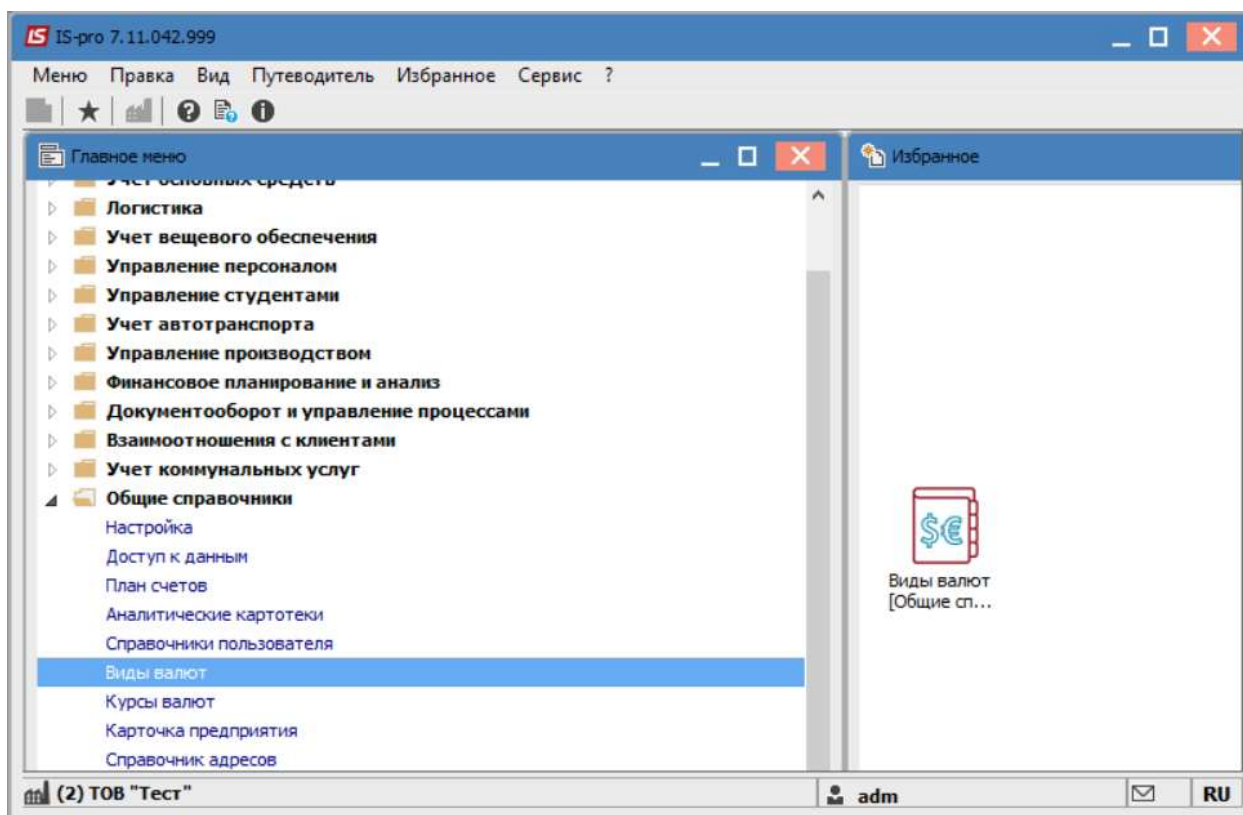 IS-pro 7.11.042.999
Меню Правка Вид Путеводитель Избранное Сервис ?
Главное меню
Учет основных средств
Логистика
Учет вещевого обеспечения
Управление персоналом
Управление студентами
Учет автотранспорта
Управление производством
Финансовое планирование и анализ
Документооборот и управление процессами
Взаимоотношения с клиентами
Учет коммунальных услуг
Общие справочники
Настройка
Доступ к данным
План счетов
Аналитические картотеки
Справочники пользователя
Виды валют
Курсы валют
Карточка предприятия
Справочник адресов
Избранное
Виды валют
[Общие сп...
(2) ТОВ "Тест"
adm
RU